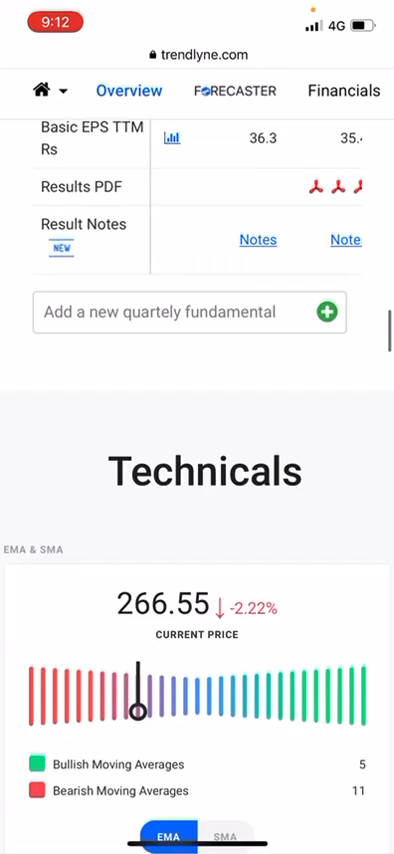 9:12
4G
trendlyne.com
Overview
FORECASTER
Financials
Basic EPS TTM
Rs
36.3
35.
Results PDF
Result Notes
NEW
Notes
Note
Add a new quartely fundamental
Technicals
EMA & SMA
266.55 ↓ -2.22%
CURRENT PRICE
Bullish Moving Averages 5
Bearish Moving Averages 11
EMA
SMA